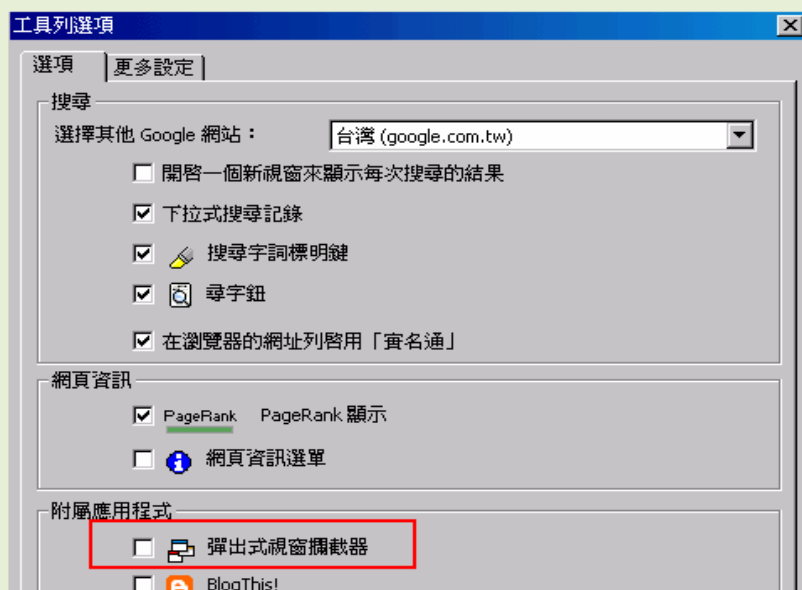 工具列選項
選項
更多設定
搜尋
選擇其他 Google 網站：
台灣 (google.com.tw)
開啓一個新視窗來顯示每次搜尋的結果
下拉式搜尋記錄
搜尋字詞標明鍵
尋字鈕
在瀏覽器的網址列啓用「實名通」
網頁資訊
PageRank PageRank 顯示
網頁資訊選單
附屬應用程式
彈出式視窗攔截器
BlogThis!